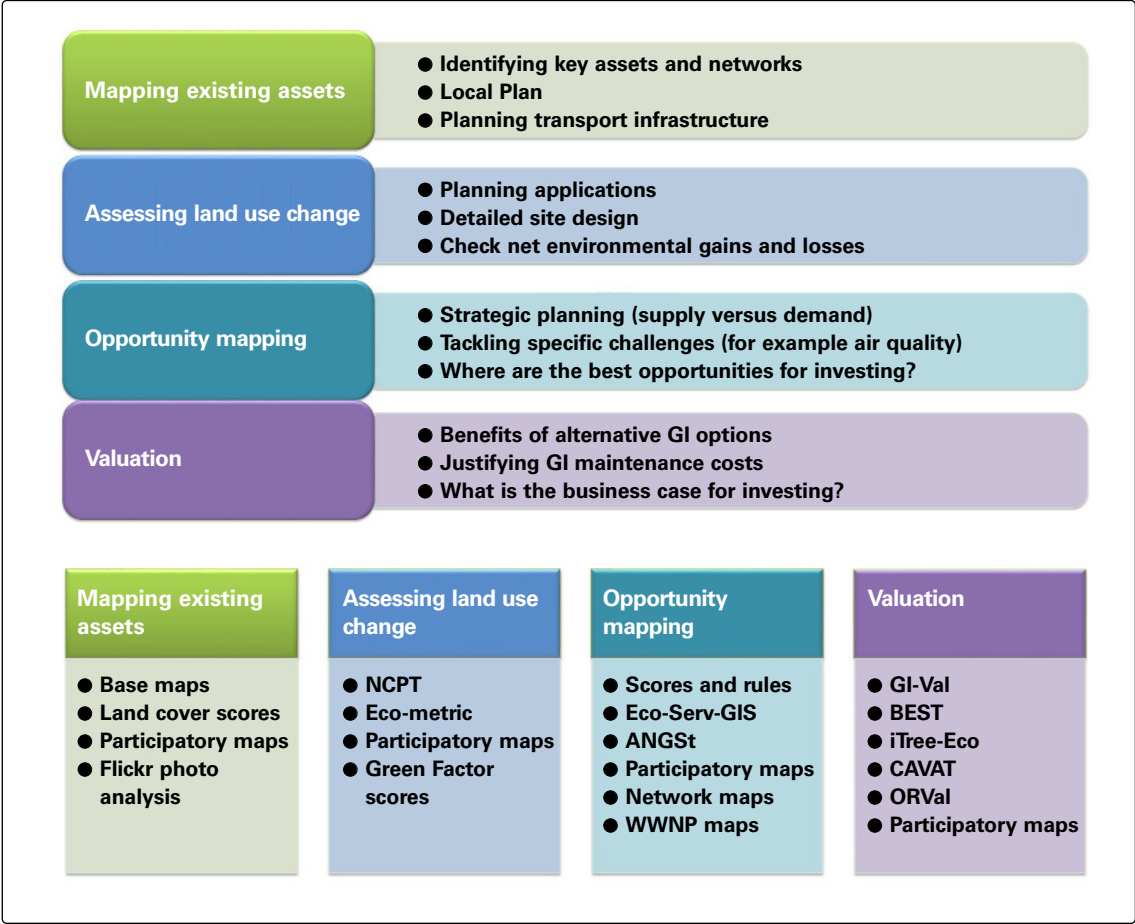 Mapping existing assets
● Identifying key assets and networks
● Local Plan
● Planning transport infrastructure
Assessing land use change
● Planning applications
● Detailed site design
● Check net environmental gains and losses
Opportunity mapping
● Strategic planning (supply versus demand)
● Tackling specific challenges (for example air quality)
● Where are the best opportunities for investing?
Valuation
● Benefits of alternative GI options
● Justifying GI maintenance costs
● What is the business case for investing?
Mapping existing
assets
● Base maps
● Land cover scores
● Participatory maps
● Flickr photo
analysis
Assessing land use
change
● NCPT
● Eco-metric
● Participatory maps
● Green Factor
scores
Opportunity
mapping
● Scores and rules
● Eco-Serv-GIS
● ANGSt
● Participatory maps
● Network maps
● WWNP maps
Valuation
● GI-Val
● BEST
● iTree-Eco
● CAVAT
● ORVal
● Participatory maps